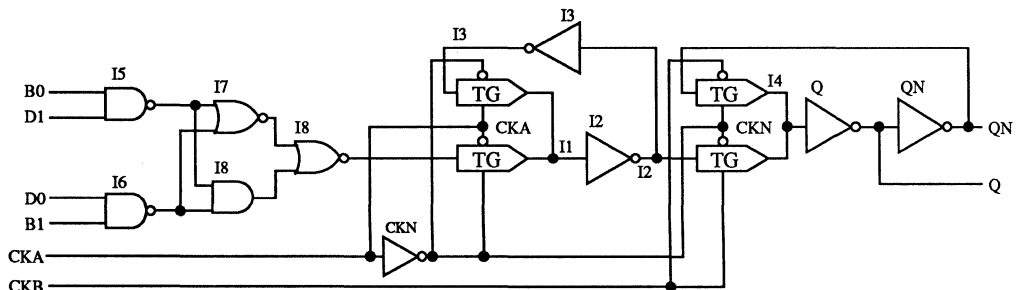 I3
I3
I5
B0
D1
I7
TG
I4
Q
QN
TG
I8
CKA
I2
CKN
QN
TG
I1
I2
TG
I6
I8
D0
B1
Q
CKN
CKA
CKB